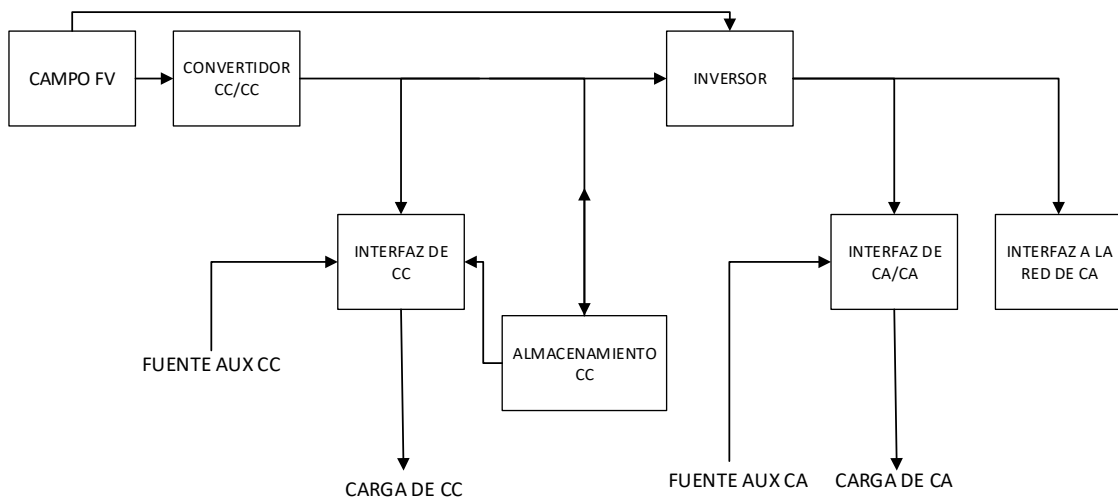 CAMPO FV
CONVERTIDOR
CC/CC
INVERSOR
INTERFAZ DE
CC
INTERFAZ DE
CA/CA
INTERFAZ A LA
RED DE CA
FUENTE AUX CC
ALMACENAMIENTO
CC
CARGA DE CC
FUENTE AUX CA
CARGA DE CA